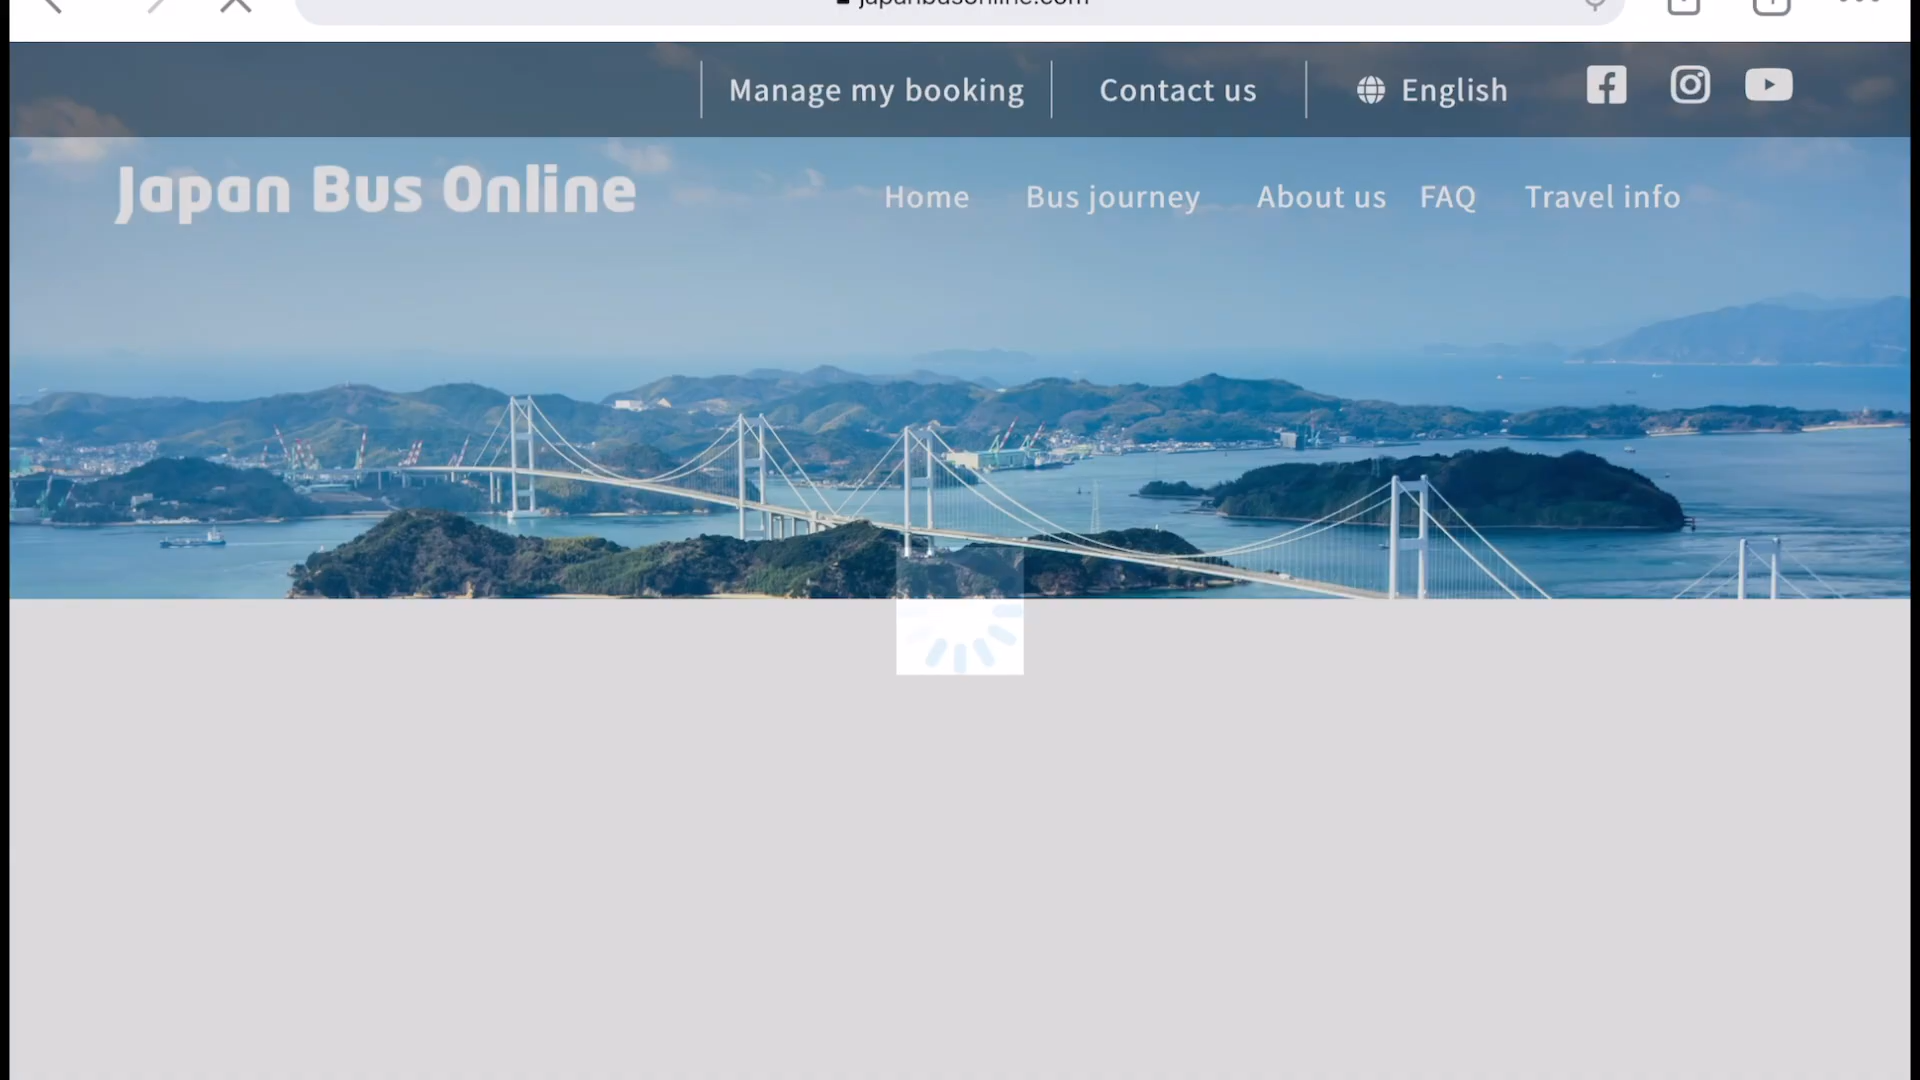 japanbusonline.com
Manage my booking
Contact us
English
Japan Bus Online
Home
Bus journey
About us
FAQ
Travel info